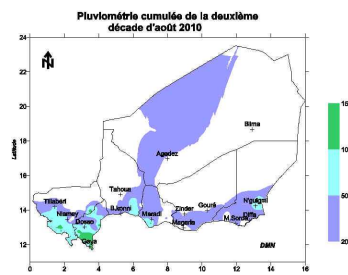 Pluviométrie cumulée de la deuxième
décade d'août 2010
24
22
20
18
16
14
12
0 2 4 6 8 10 12 14 16
Latitude
N
Bilma
Agadez
Tahoua
Tillabéri
Niamey
Dosso
Gaya
B.konni
Maradi
Zinder
Gouré
Magaria
N'guigmi
Diffa
M.Soroa
DMN
50
20